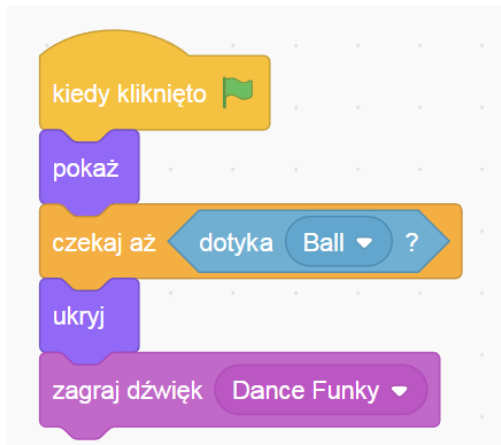 kiedy kliknięto
pokaż
czekaj aż dotyka Ball ?
ukryj
zagraj dźwięk Dance Funky